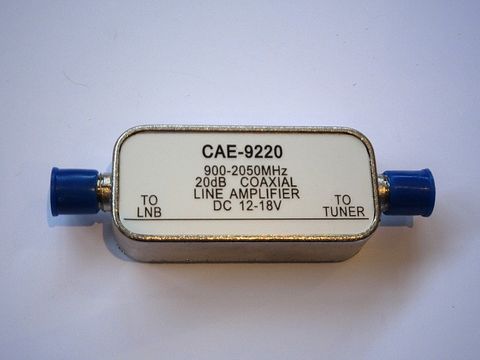 CAE-9220
900-2050MHz
20dB COAXIAL
LINE AMPLIFIER
DC 12-18V
TO
LNB
TO
TUNER